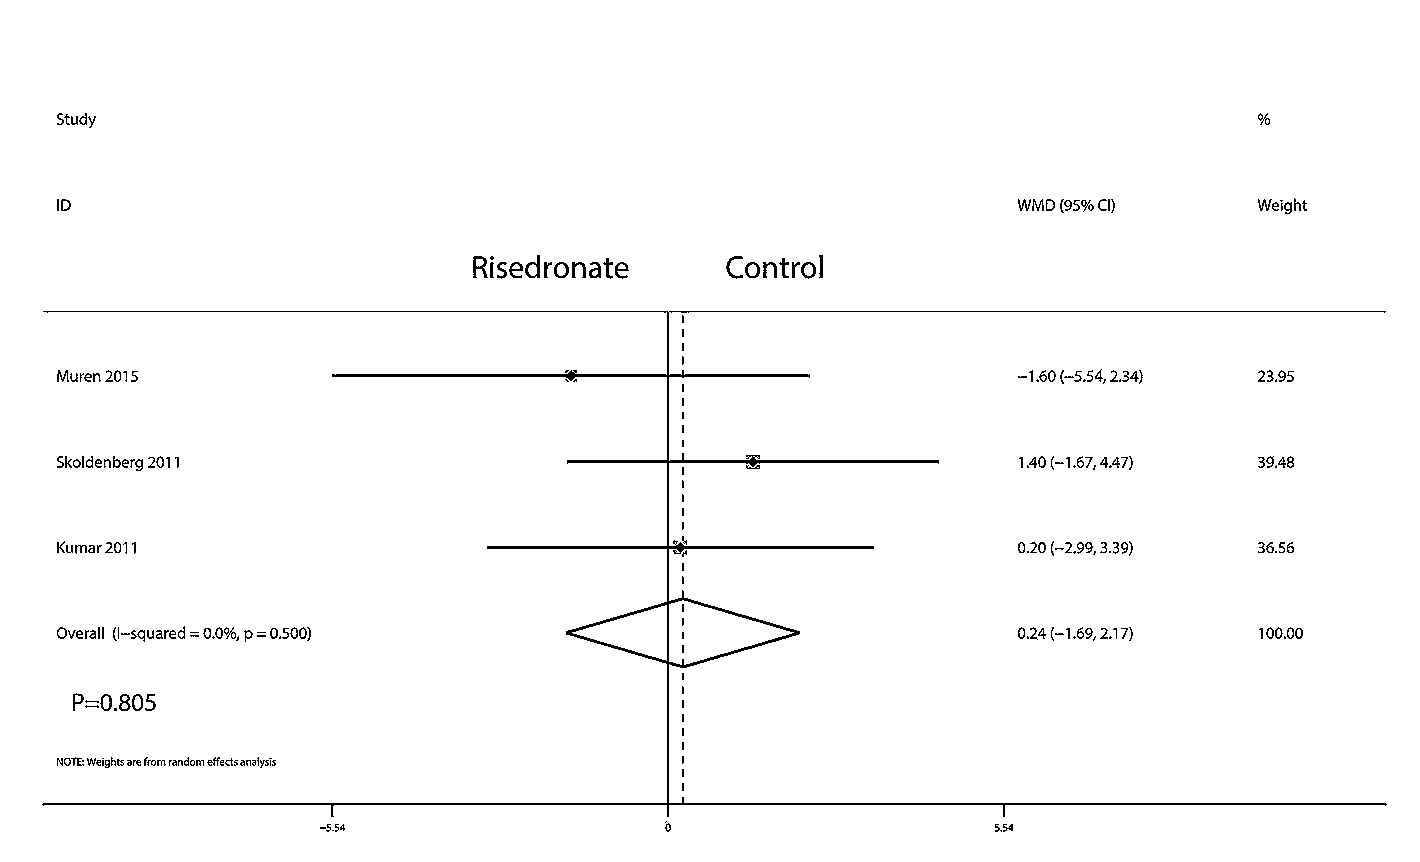 Study %
ID WMD (95% CI) Weight
Risedronate Control
Muren 2015 −1.60 (−5.54, 2.34) 23.95
Skoldenberg 2011 1.40 (−1.67, 4.47) 39.48
Kumar 2011 0.20 (−2.99, 3.39) 36.56
Overall (I−squared = 0.0%, p = 0.500) 0.24 (−1.69, 2.17) 100.00
P=0.805
NOTE: Weights are from random effects analysis
−5.54 0 5.54